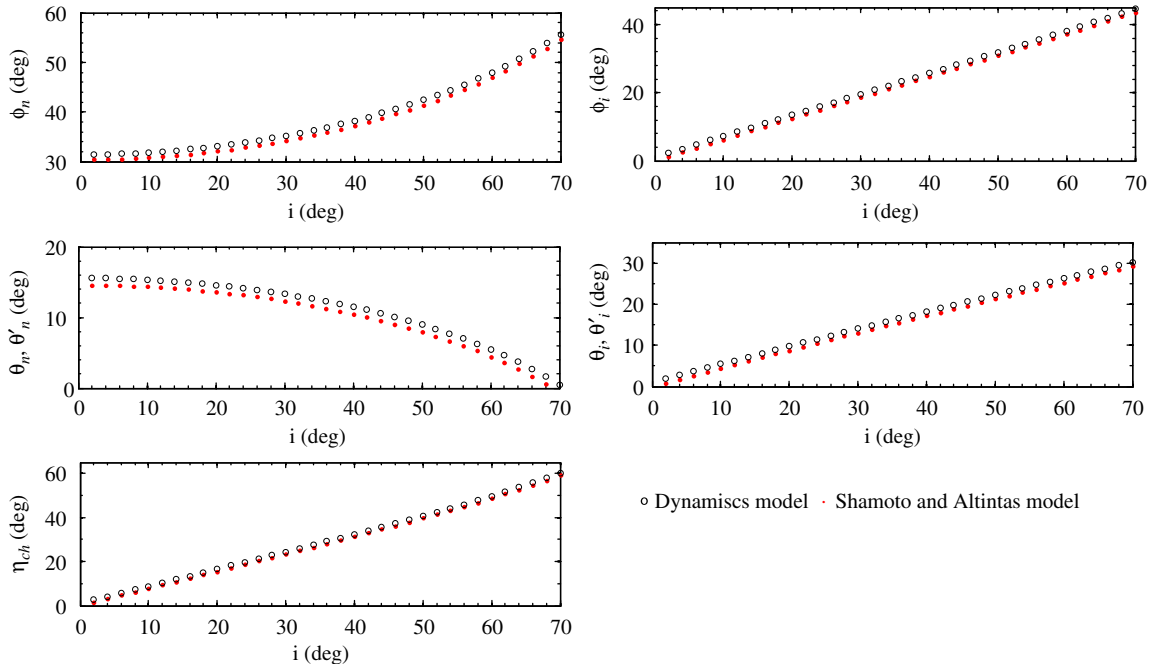 60
50
40
30
ϕn (deg)
0 10 20 30 40 50 60 70
i (deg)
40
20
0
ϕi (deg)
0 10 20 30 40 50 60 70
i (deg)
20
10
0
θn, θ′n (deg)
0 10 20 30 40 50 60 70
i (deg)
30
20
10
0
θi, θ′i (deg)
0 10 20 30 40 50 60 70
i (deg)
60
40
20
0
ηch (deg)
0 10 20 30 40 50 60 70
i (deg)
Dynamiscs model Shamoto and Altintas model